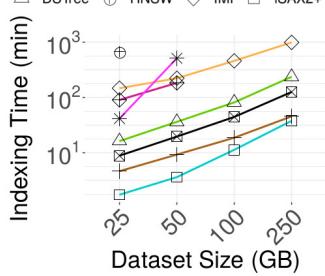 DSTree HNSW IMI iSAX2+
10³
10²
10¹
Indexing Time (min)
25 50 100 250
Dataset Size (GB)